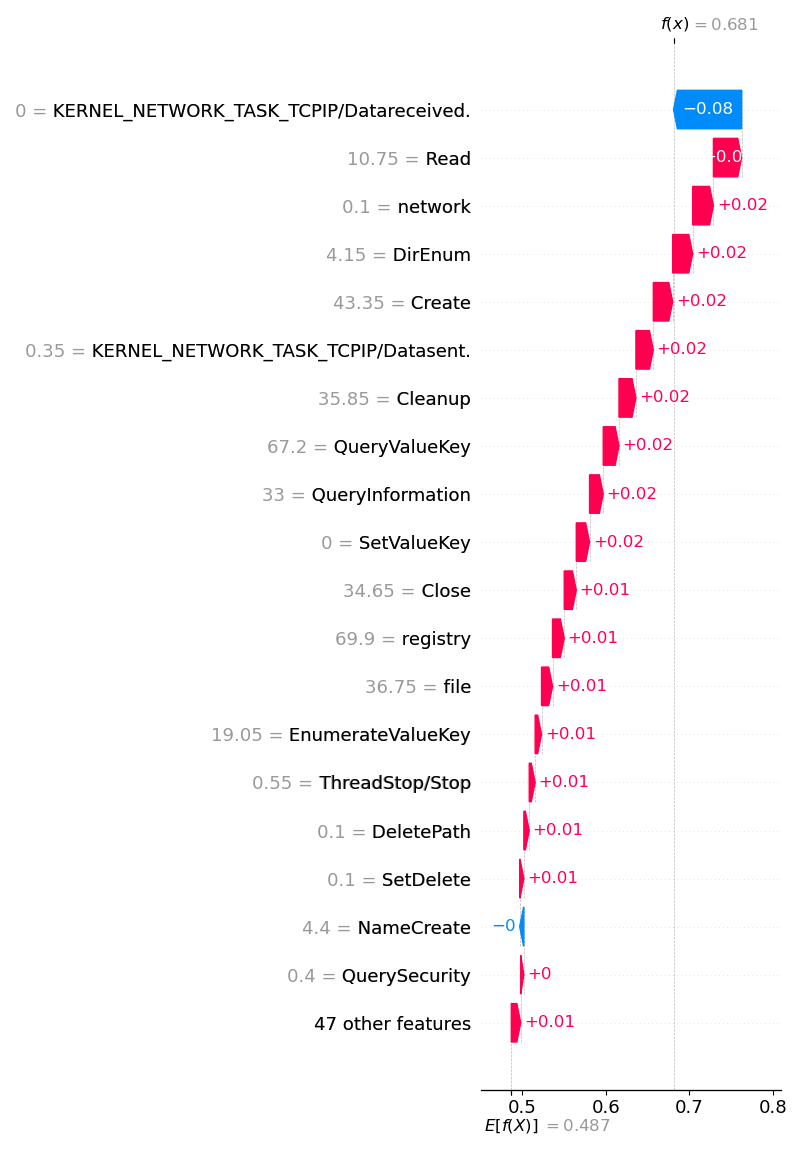 f(x) = 0.681
0 = KERNEL_NETWORK_TASK_TCPIP/Datareceived.
−0.08
10.75 = Read
0.1 = network
+0.02
4.15 = DirEnum
+0.02
43.35 = Create
+0.02
0.35 = KERNEL_NETWORK_TASK_TCPIP/Datasent.
+0.02
35.85 = Cleanup
+0.02
67.2 = QueryValueKey
+0.02
33 = QueryInformation
+0.02
0 = SetValueKey
+0.02
34.65 = Close
+0.01
69.9 = registry
+0.01
36.75 = file
+0.01
19.05 = EnumerateValueKey
+0.01
0.55 = ThreadStop/Stop
+0.01
0.1 = DeletePath
+0.01
0.1 = SetDelete
+0.01
4.4 = NameCreate
−0
0.4 = QuerySecurity
+0
47 other features
+0.01
0.5 0.6 0.7 0.8
E[f(X)] = 0.487